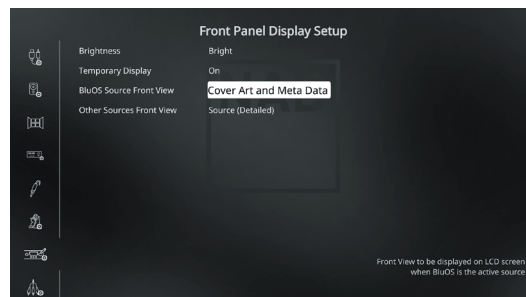 Front Panel Display Setup
Brightness Bright
Temporary Display On
BluOS Source Front View Cover Art and Meta Data
Other Sources Front View Source (Detailed)
Front View to be displayed on LCD screen
when BluOS is the active source